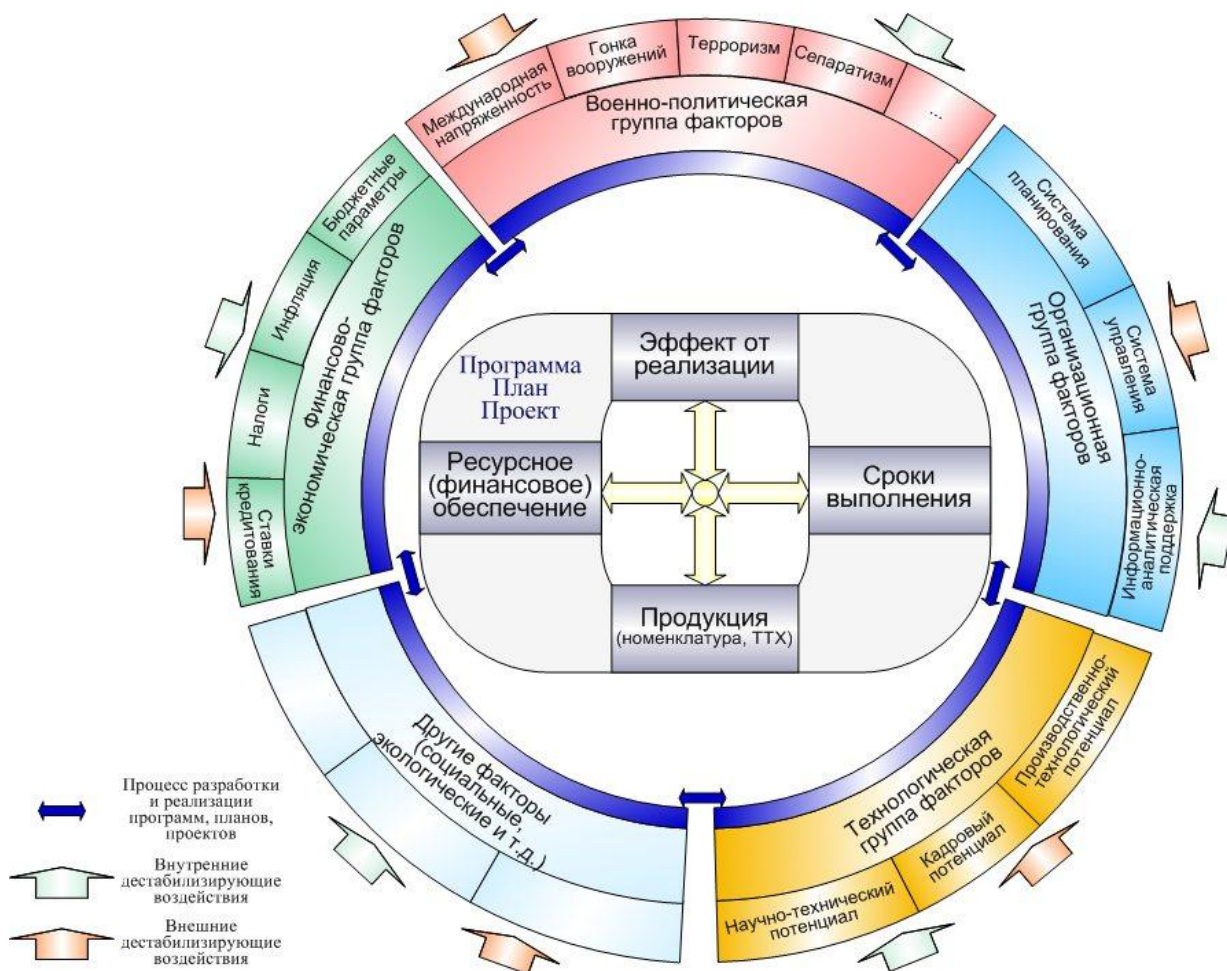 Международная
напряженность
Гонка
вооружений
Терроризм
Сепаратизм
...
Военно-политическая
группа факторов
Бюджетные
параметры
Инфляция
Налоги
Ставки
кредитования
Финансово-
экономическая группа факторов
Система
планирования
Система
управления
Информационно-
аналитическая
поддержка
Организационная
группа факторов
Программа
План
Проект
Эффект от
реализации
Ресурсное
(финансовое)
обеспечение
Сроки
выполнения
Продукция
(номенклатура, ТТХ)
Другие факторы
(социальные,
экологические и т.д.)
Технологическая
группа факторов
Производственно-
технологический
потенциал
Кадровый
потенциал
Научно-технический
потенциал
Процесс разработки
и реализации
программ, планов,
проектов
Внутренние
дестабилизирующие
воздействия
Внешние
дестабилизирующие
воздействия